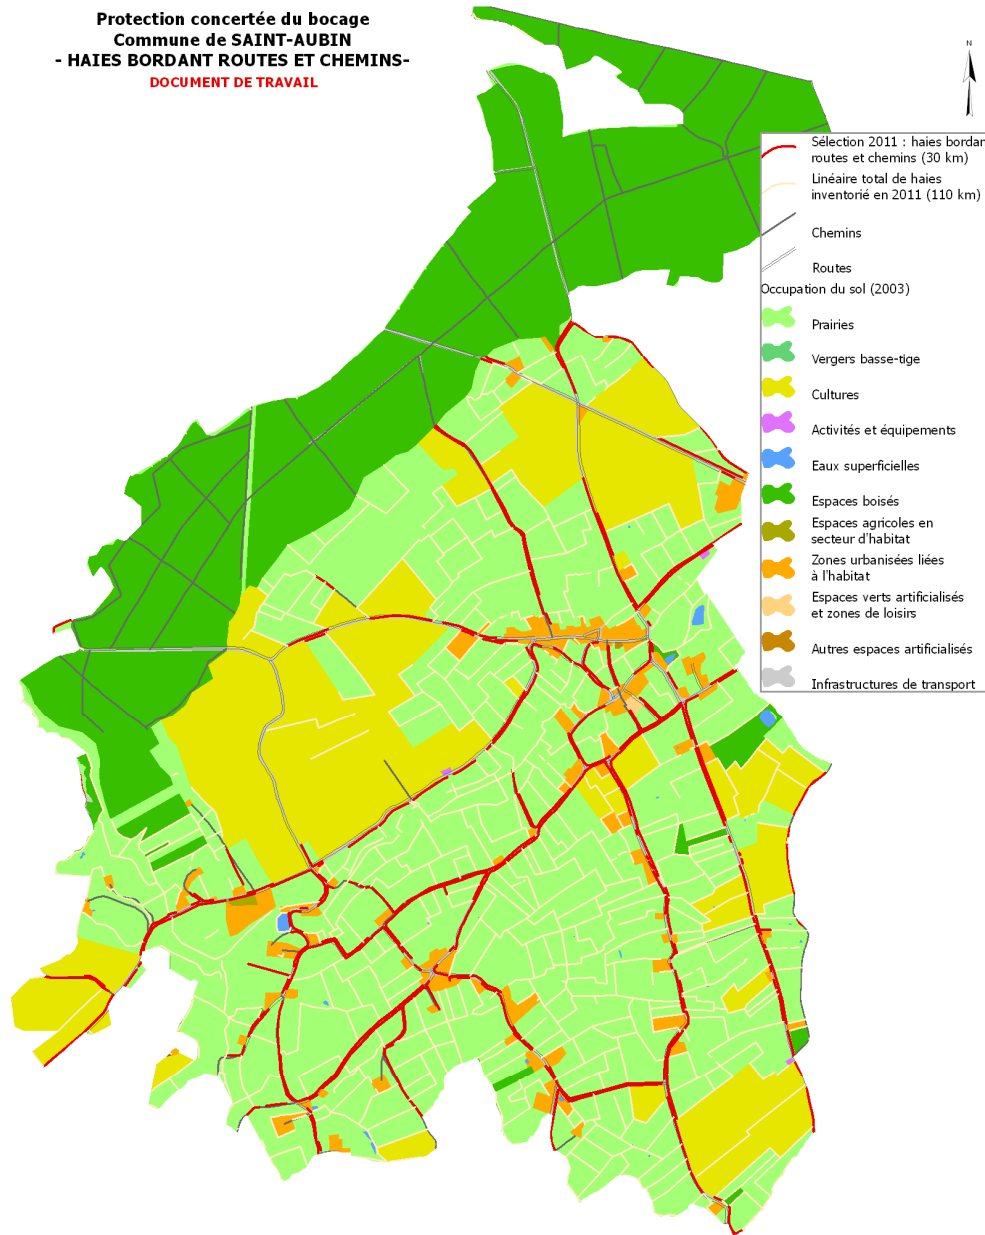 Protection concertée du bocage
Commune de SAINT-AUBIN
- HAIES BORDANT ROUTES ET CHEMINS-
DOCUMENT DE TRAVAIL
N
Sélection 2011 : haies bordan
routes et chemins (30 km)
Linéaire total de haies
inventorié en 2011 (110 km)
Chemins
Routes
Occupation du sol (2003)
Prairies
Vergers basse-tige
Cultures
Activités et équipements
Eaux superficielles
Espaces boisés
Espaces agricoles en
secteur d'habitat
Zones urbanisées liées
à l'habitat
Espaces verts artificialisés
et zones de loisirs
Autres espaces artificialisés
Infrastructures de transport